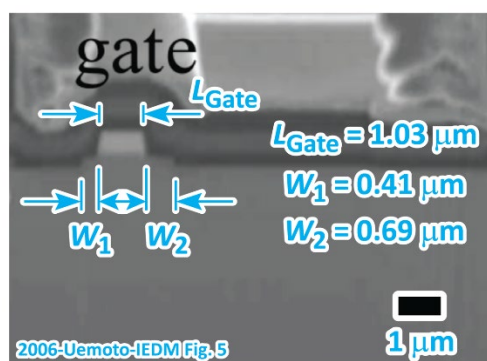 gate
LGate
LGate = 1.03 μm
W1 = 0.41 μm
W2 = 0.69 μm
W1 W2
2006-Uemoto-IEDM Fig. 5
1 μm